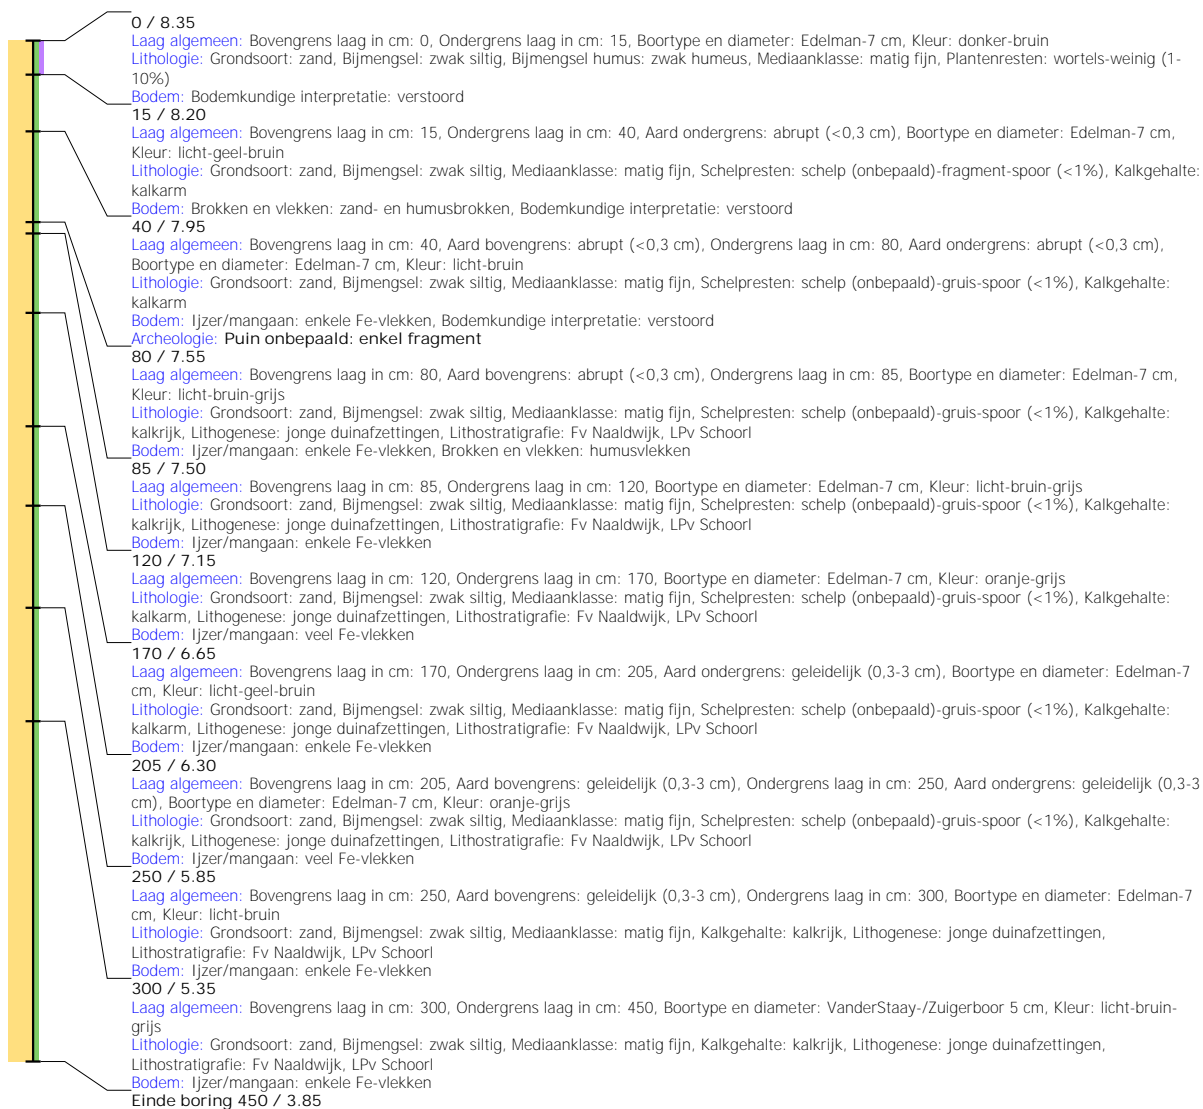 0 / 8.35
Laag algemeen: Bovengrens laag in cm: 0, Ondergrens laag in cm: 15, Boortype en diameter: Edelman-7 cm, Kleur: donker-bruin
Lithologie: Grondsoort: zand, Bijmengsel: zwak siltig, Bijmengsel humus: zwak humeus, Mediaanklasse: matig fijn, Plantenresten: wortels-weinig (1-
10%)
Bodem: Bodemkundige interpretatie: verstoord
15 / 8.20
Laag algemeen: Bovengrens laag in cm: 15, Ondergrens laag in cm: 40, Aard ondergrens: abrupt (<0,3 cm), Boortype en diameter: Edelman-7 cm,
Kleur: licht-geel-bruin
Lithologie: Grondsoort: zand, Bijmengsel: zwak siltig, Mediaanklasse: matig fijn, Schelpresten: schelp (onbepaald)-fragment-spoor (<1%), Kalkgehalte:
kalkarm
Bodem: Brokken en vlekken: zand- en humusbrokken, Bodemkundige interpretatie: verstoord
40 / 7.95
Laag algemeen: Bovengrens laag in cm: 40, Aard bovengrens: abrupt (<0,3 cm), Ondergrens laag in cm: 80, Aard ondergrens: abrupt (<0,3 cm),
Boortype en diameter: Edelman-7 cm, Kleur: licht-bruin
Lithologie: Grondsoort: zand, Bijmengsel: zwak siltig, Mediaanklasse: matig fijn, Schelpresten: schelp (onbepaald)-gruis-spoor (<1%), Kalkgehalte:
kalkarm
Bodem: Ijzer/mangaan: enkele Fe-vlekken, Bodemkundige interpretatie: verstoord
Archeologie: Puin onbepaald: enkel fragment
80 / 7.55
Laag algemeen: Bovengrens laag in cm: 80, Aard bovengrens: abrupt (<0,3 cm), Ondergrens laag in cm: 85, Boortype en diameter: Edelman-7 cm,
Kleur: licht-bruin-grijs
Lithologie: Grondsoort: zand, Bijmengsel: zwak siltig, Mediaanklasse: matig fijn, Schelpresten: schelp (onbepaald)-gruis-spoor (<1%), Kalkgehalte:
kalkrijk, Lithogenese: jonge duinafzettingen, Lithostratigrafie: Fv Naaldwijk, LPv Schoorl
Bodem: Ijzer/mangaan: enkele Fe-vlekken, Brokken en vlekken: humusvlekken
85 / 7.50
Laag algemeen: Bovengrens laag in cm: 85, Ondergrens laag in cm: 120, Boortype en diameter: Edelman-7 cm, Kleur: licht-bruin-grijs
Lithologie: Grondsoort: zand, Bijmengsel: zwak siltig, Mediaanklasse: matig fijn, Schelpresten: schelp (onbepaald)-gruis-spoor (<1%), Kalkgehalte:
kalkrijk, Lithogenese: jonge duinafzettingen, Lithostratigrafie: Fv Naaldwijk, LPv Schoorl
Bodem: Ijzer/mangaan: enkele Fe-vlekken
120 / 7.15
Laag algemeen: Bovengrens laag in cm: 120, Ondergrens laag in cm: 170, Boortype en diameter: Edelman-7 cm, Kleur: oranje-grijs
Lithologie: Grondsoort: zand, Bijmengsel: zwak siltig, Mediaanklasse: matig fijn, Schelpresten: schelp (onbepaald)-gruis-spoor (<1%), Kalkgehalte:
kalkarm, Lithogenese: jonge duinafzettingen, Lithostratigrafie: Fv Naaldwijk, LPv Schoorl
Bodem: Ijzer/mangaan: veel Fe-vlekken
170 / 6.65
Laag algemeen: Bovengrens laag in cm: 170, Ondergrens laag in cm: 205, Aard ondergrens: geleidelijk (0,3-3 cm), Boortype en diameter: Edelman-7
cm, Kleur: licht-geel-bruin
Lithologie: Grondsoort: zand, Bijmengsel: zwak siltig, Mediaanklasse: matig fijn, Schelpresten: schelp (onbepaald)-gruis-spoor (<1%), Kalkgehalte:
kalkarm, Lithogenese: jonge duinafzettingen, Lithostratigrafie: Fv Naaldwijk, LPv Schoorl
Bodem: Ijzer/mangaan: enkele Fe-vlekken
205 / 6.30
Laag algemeen: Bovengrens laag in cm: 205, Aard bovengrens: geleidelijk (0,3-3 cm), Ondergrens laag in cm: 250, Aard ondergrens: geleidelijk (0,3-3
cm), Boortype en diameter: Edelman-7 cm, Kleur: oranje-grijs
Lithologie: Grondsoort: zand, Bijmengsel: zwak siltig, Mediaanklasse: matig fijn, Schelpresten: schelp (onbepaald)-gruis-spoor (<1%), Kalkgehalte:
kalkrijk, Lithogenese: jonge duinafzettingen, Lithostratigrafie: Fv Naaldwijk, LPv Schoorl
Bodem: Ijzer/mangaan: veel Fe-vlekken
250 / 5.85
Laag algemeen: Bovengrens laag in cm: 250, Aard bovengrens: geleidelijk (0,3-3 cm), Ondergrens laag in cm: 300, Boortype en diameter: Edelman-7
cm, Kleur: licht-bruin
Lithologie: Grondsoort: zand, Bijmengsel: zwak siltig, Mediaanklasse: matig fijn, Kalkgehalte: kalkrijk, Lithogenese: jonge duinafzettingen,
Lithostratigrafie: Fv Naaldwijk, LPv Schoorl
Bodem: Ijzer/mangaan: enkele Fe-vlekken
300 / 5.35
Laag algemeen: Bovengrens laag in cm: 300, Ondergrens laag in cm: 450, Boortype en diameter: VanderStaay-/Zuigerboor 5 cm, Kleur: licht-bruin-
grijs
Lithologie: Grondsoort: zand, Bijmengsel: zwak siltig, Mediaanklasse: matig fijn, Kalkgehalte: kalkrijk, Lithogenese: jonge duinafzettingen,
Lithostratigrafie: Fv Naaldwijk, LPv Schoorl
Bodem: Ijzer/mangaan: enkele Fe-vlekken
Einde boring 450 / 3.85